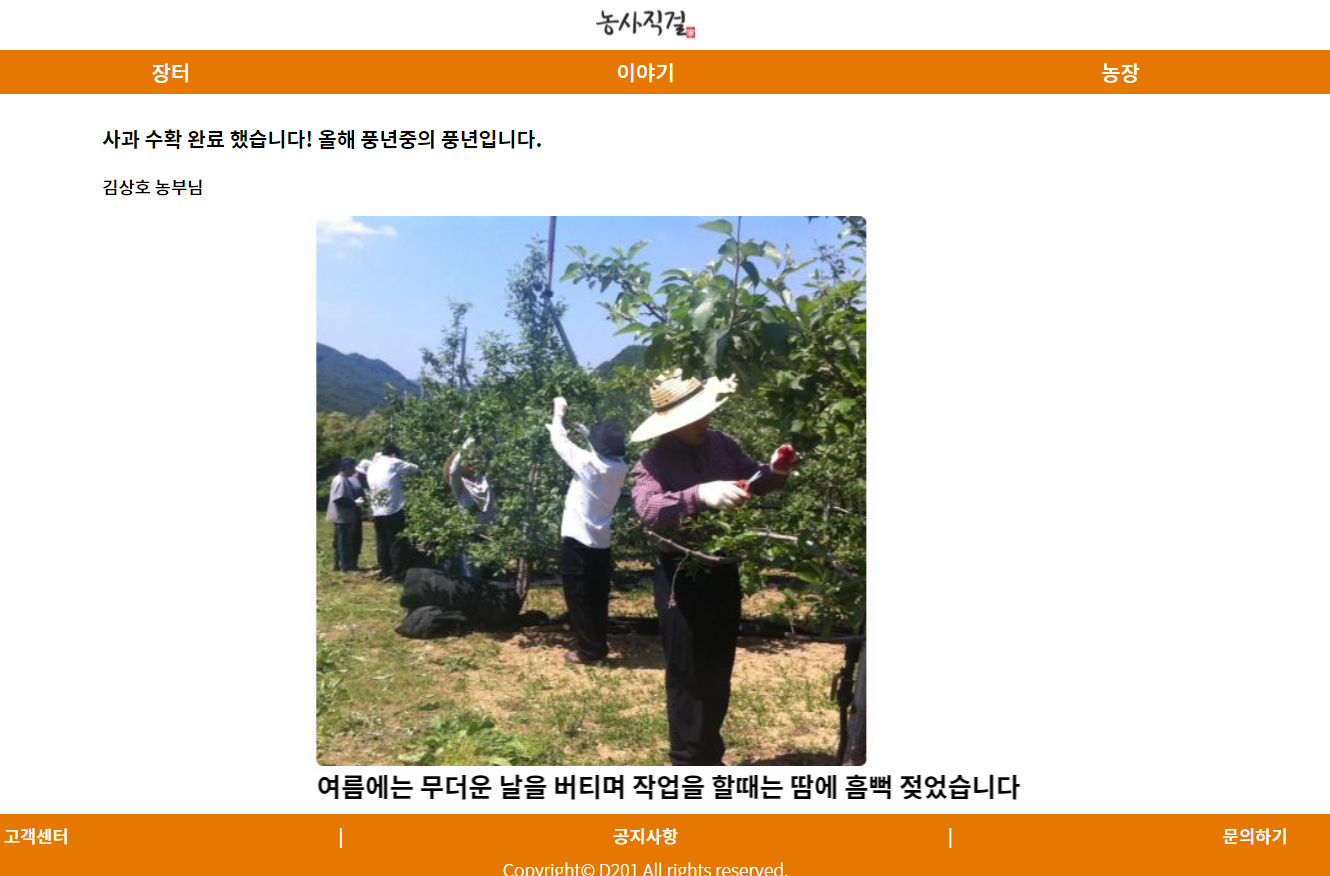 농사직걸
장터 이야기 농장
사과 수확 완료 했습니다! 올해 풍년중의 풍년입니다.
김상호 농부님
여름에는 무더운 날을 버티며 작업을 할때는 땀에 흠뻑 젖었습니다
고객센터 | 공지사항 | 문의하기
Copyright© D201 All rights reserved.